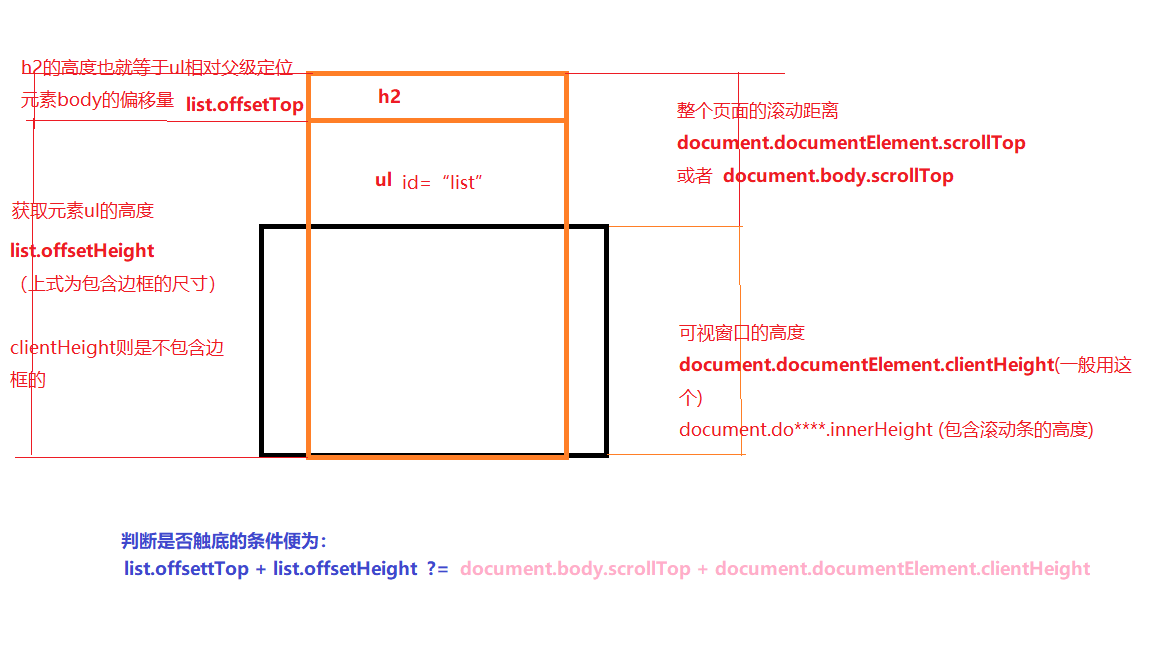 h2的高度也就等于ul相对父级定位
元素body的偏移量 list.offsetTop
h2
ul id=“list”
获取元素ul的高度
list.offsetHeight
（上式为包含边框的尺寸）
clientHeight则是不包含边
框的
整个页面的滚动距离
document.documentElement.scrollTop
或者 document.body.scrollTop
可视窗口的高度
document.documentElement.clientHeight(一般用这
个)
document.do****.innerHeight (包含滚动条的高度)
判断是否触底的条件便为：
list.offsettTop + list.offsetHeight ?= document.body.scrollTop + document.documentElement.clientHeight